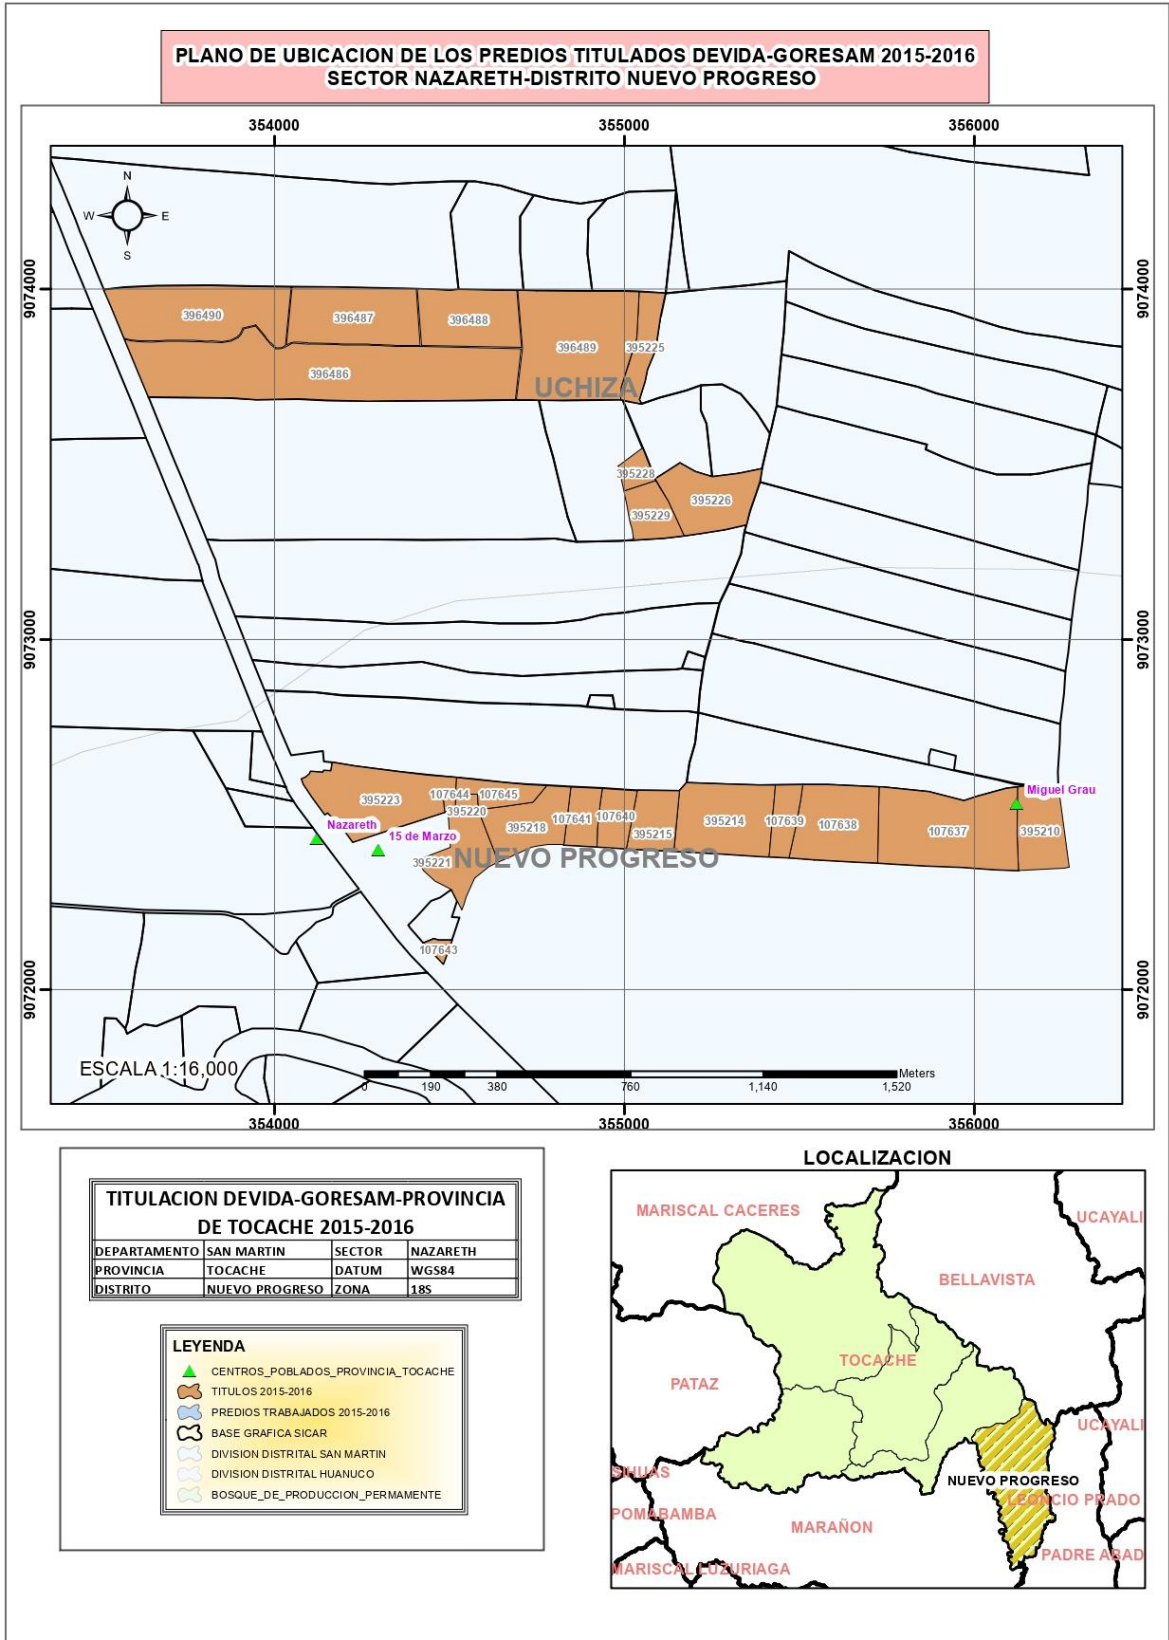 PLANO DE UBICACION DE LOS PREDIOS TITULADOS DEVIDA-GORESAM 2015-2016
SECTOR NAZARETH-DISTRITO NUEVO PROGRESO
354000 355000 356000
N
W E
S
9074000 9074000
396490 396487 396488
396489 395225
396486
UCHIZA
395228
395226
395229
9073000 9073000
Miguel Grau
395223 107644 107645
395220
395218 107641 107640 395215 395214 107639 107638 107637 395210
Nazareth
15 de Marzo
395221
NUEVO PROGRESO
107643
9072000 9072000
ESCALA 1:16,000
Meters
0 190 380 760 1,140 1,520
354000 355000 356000
TITULACION DEVIDA-GORESAM-PROVINCIA
DE TOCACHE 2015-2016
DEPARTAMENTO SAN MARTIN SECTOR NAZARETH
PROVINCIA TOCACHE DATUM WGS84
DISTRITO NUEVO PROGRESO ZONA 18S
LEYENDA
CENTROS_POBLADOS_PROVINCIA_TOCACHE
TITULOS 2015-2016
PREDIOS TRABAJADOS 2015-2016
BASE GRAFICA SICAR
DIVISION DISTRITAL SAN MARTIN
DIVISION DISTRITAL HUANUCO
BOSQUE_DE_PRODUCCION_PERMAMENTE
LOCALIZACION
MARISCAL CACERES
UCAYALI
BELLAVISTA
TOCACHE
PATAZ
UCAYALI
SIHUAS
NUEVO PROGRESO
LEONCIO PRADO
POMABAMBA
MARAÑON
PADRE ABAD
MARISCAL LUZURIAGA